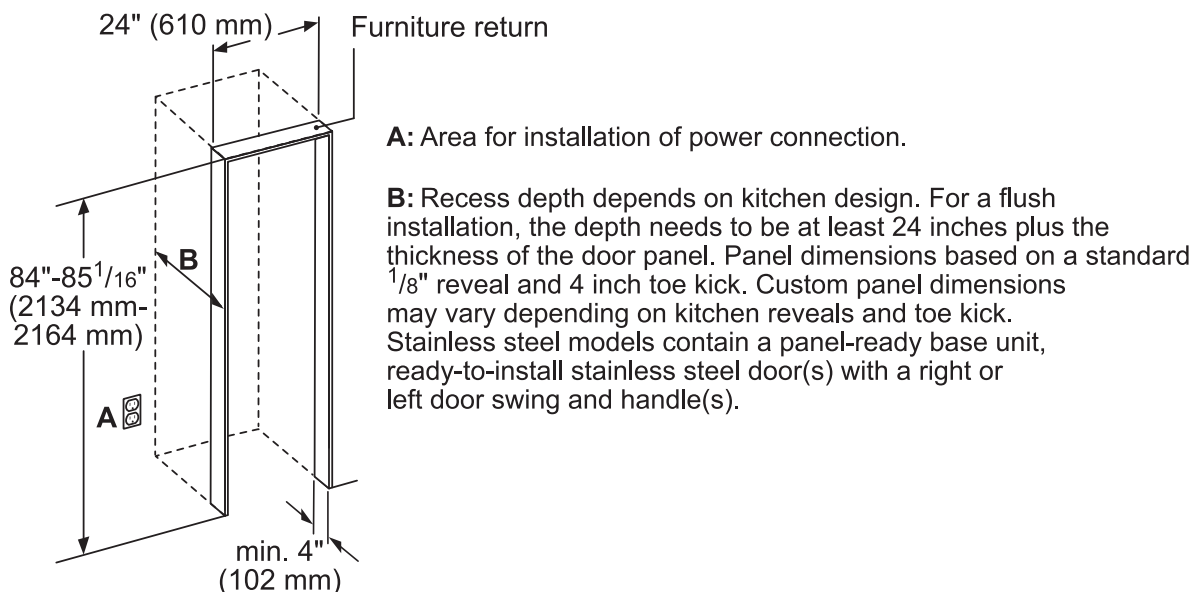 24" (610 mm)
Furniture return
A: Area for installation of power connection.
B: Recess depth depends on kitchen design. For a flush
installation, the depth needs to be at least 24 inches plus the
thickness of the door panel. Panel dimensions based on a standard
1/8" reveal and 4 inch toe kick. Custom panel dimensions
may vary depending on kitchen reveals and toe kick.
Stainless steel models contain a panel-ready base unit,
ready-to-install stainless steel door(s) with a right or
left door swing and handle(s).
B
84"-85 1/16"
(2134 mm-
2164 mm)
A
min. 4"
(102 mm)